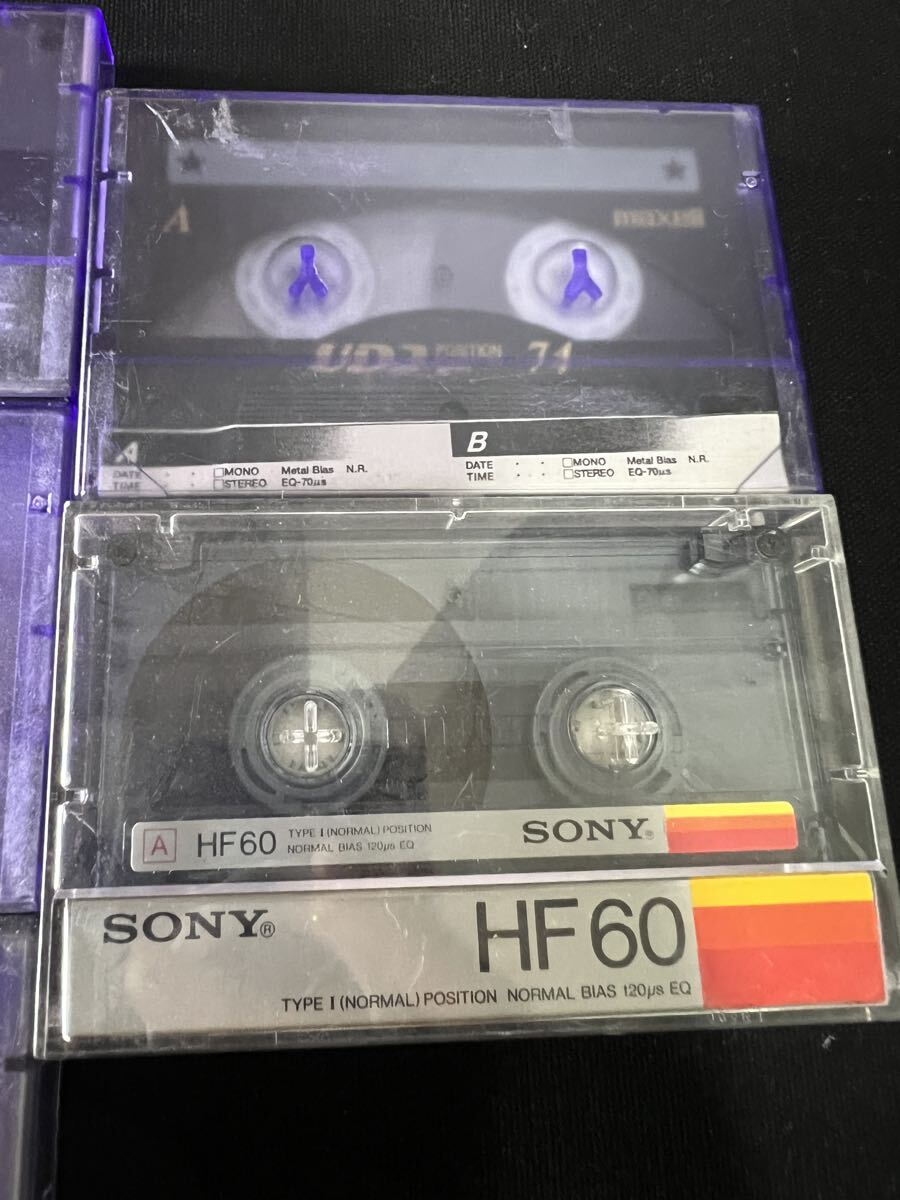 A
maxell
POSITION
74
A
DATE
TIME
□MONO Metal Bias N.R.
□STEREO EQ-70μs
B
DATE
TIME
□MONO Metal Bias N.R.
□STEREO EQ-70μs
A HF60 TYPE I (NORMAL) POSITION
NORMAL BIAS 120μs EQ
SONY®
SONY® HF60
TYPE I (NORMAL) POSITION NORMAL BIAS 120μs EQ